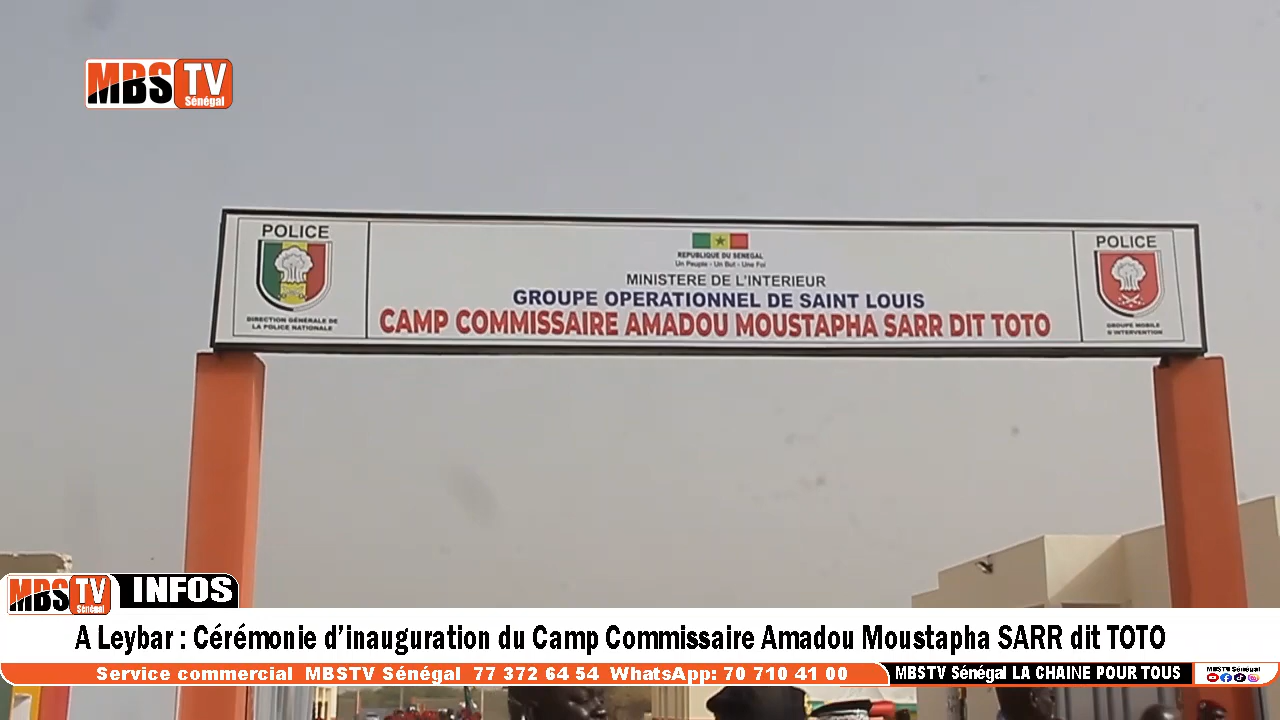 MBS TV
Sénégal
POLICE
DIRECTION GÉNÉRALE DE
LA POLICE NATIONALE
REPUBLIQUE DU SENEGAL
Un Peuple - Un But - Une Foi
MINISTERE DE L'INTERIEUR
GROUPE OPERATIONNEL DE SAINT LOUIS
CAMP COMMISSAIRE AMADOU MOUSTAPHA SARR DIT TOTO
POLICE
GROUPE MOBILE
D'INTERVENTION
MBS TV
Sénégal
INFOS
A Leybar : Cérémonie d’inauguration du Camp Commissaire Amadou Moustapha SARR dit TOTO
Service commercial MBSTV Sénégal 77 372 64 54 WhatsApp: 70 710 41 00
MBSTV Sénégal LA CHAINE POUR TOUS
MBSTV Sénégal